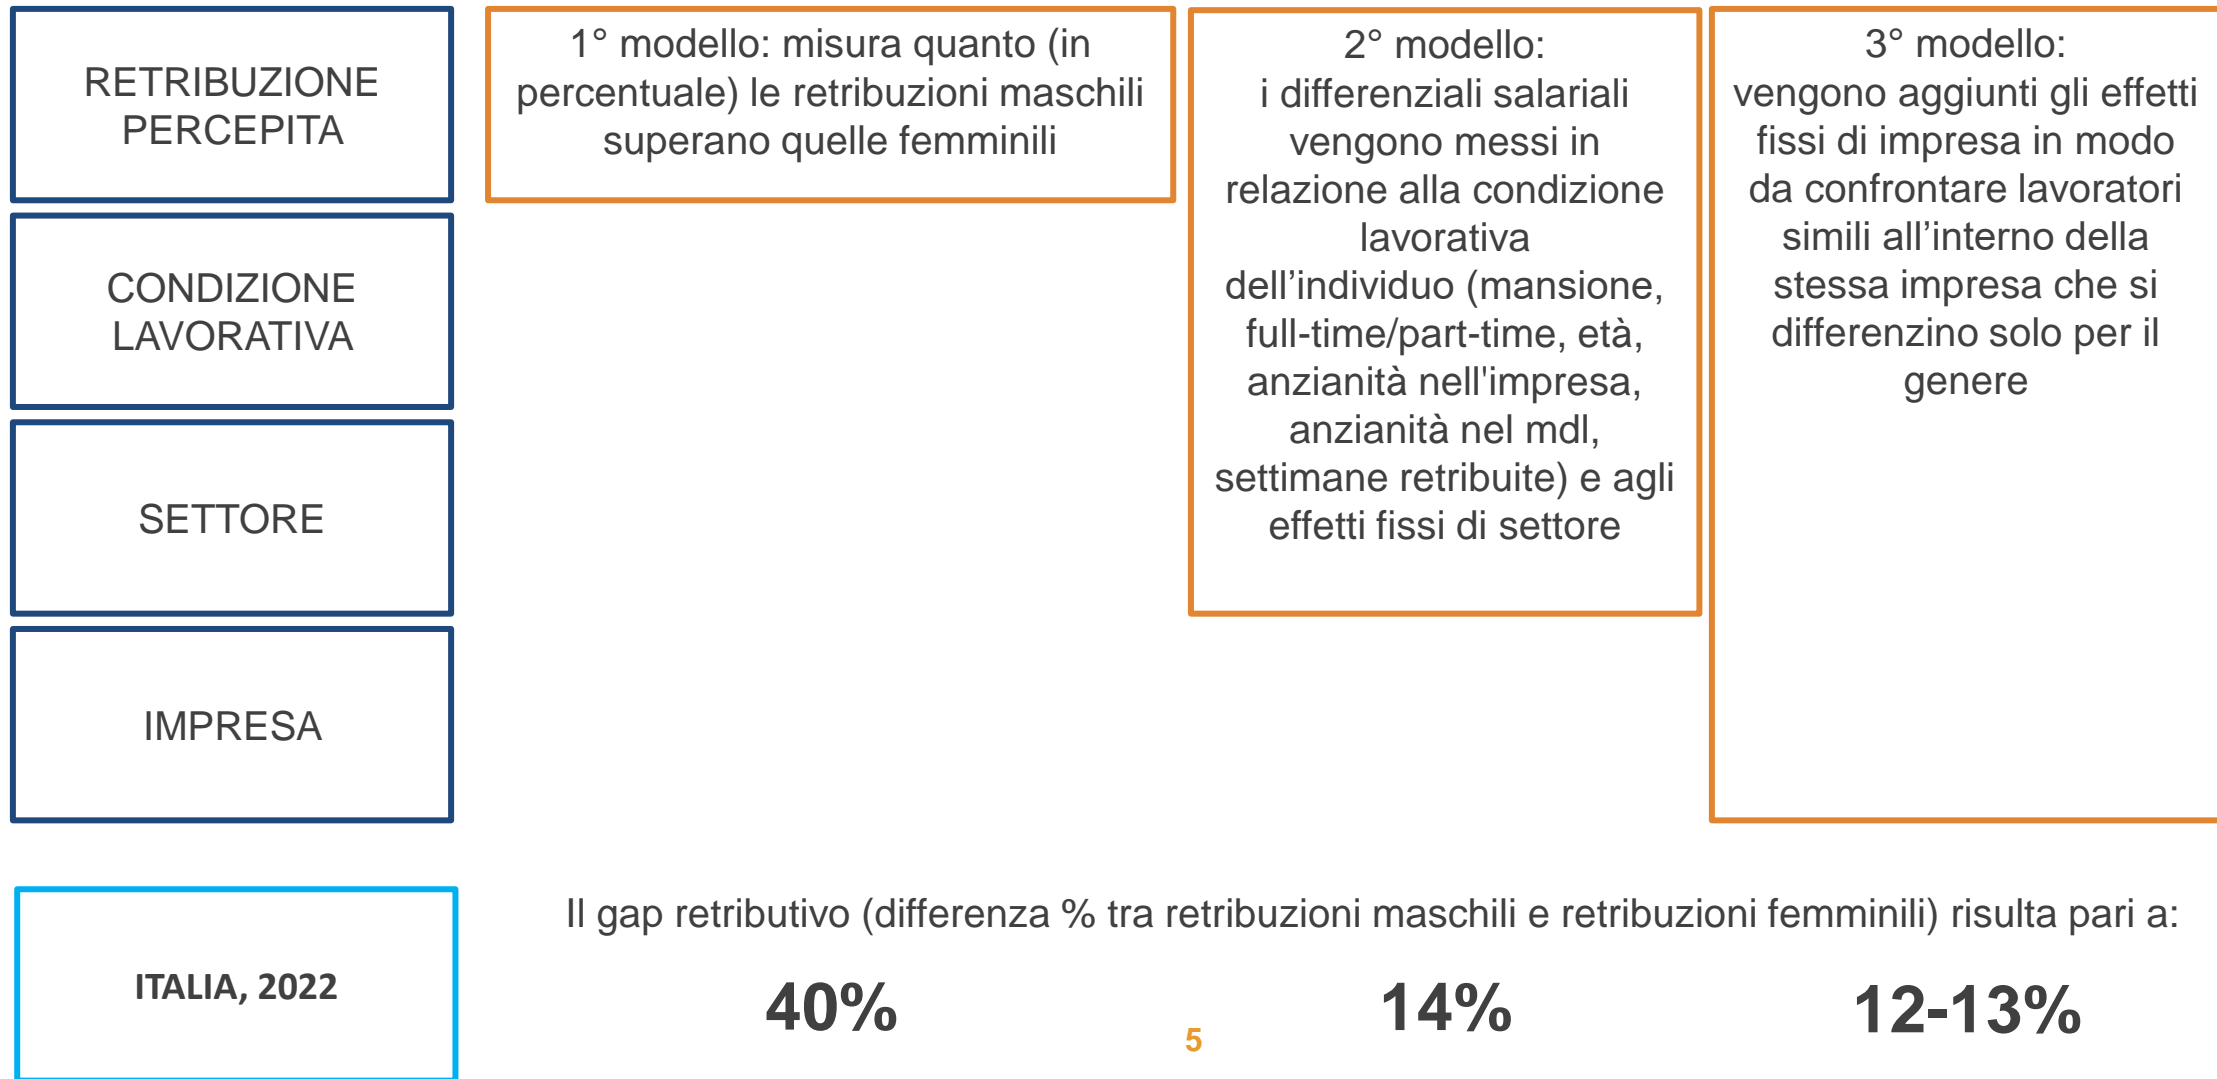 RETRIBUZIONE
PERCEPITA
CONDIZIONE
LAVORATIVA
SETTORE
IMPRESA
1° modello: misura quanto (in
percentuale) le retribuzioni maschili
superano quelle femminili
2° modello:
i differenziali salariali
vengono messi in
relazione alla condizione
lavorativa
dell’individuo (mansione,
full-time/part-time, età,
anzianità nell'impresa,
anzianità nel mdl,
settimane retribuite) e agli
effetti fissi di settore
3° modello:
vengono aggiunti gli effetti
fissi di impresa in modo
da confrontare lavoratori
simili all’interno della
stessa impresa che si
differenzino solo per il
genere
ITALIA, 2022
Il gap retributivo (differenza % tra retribuzioni maschili e retribuzioni femminili) risulta pari a:
40%
14%
12-13%
5